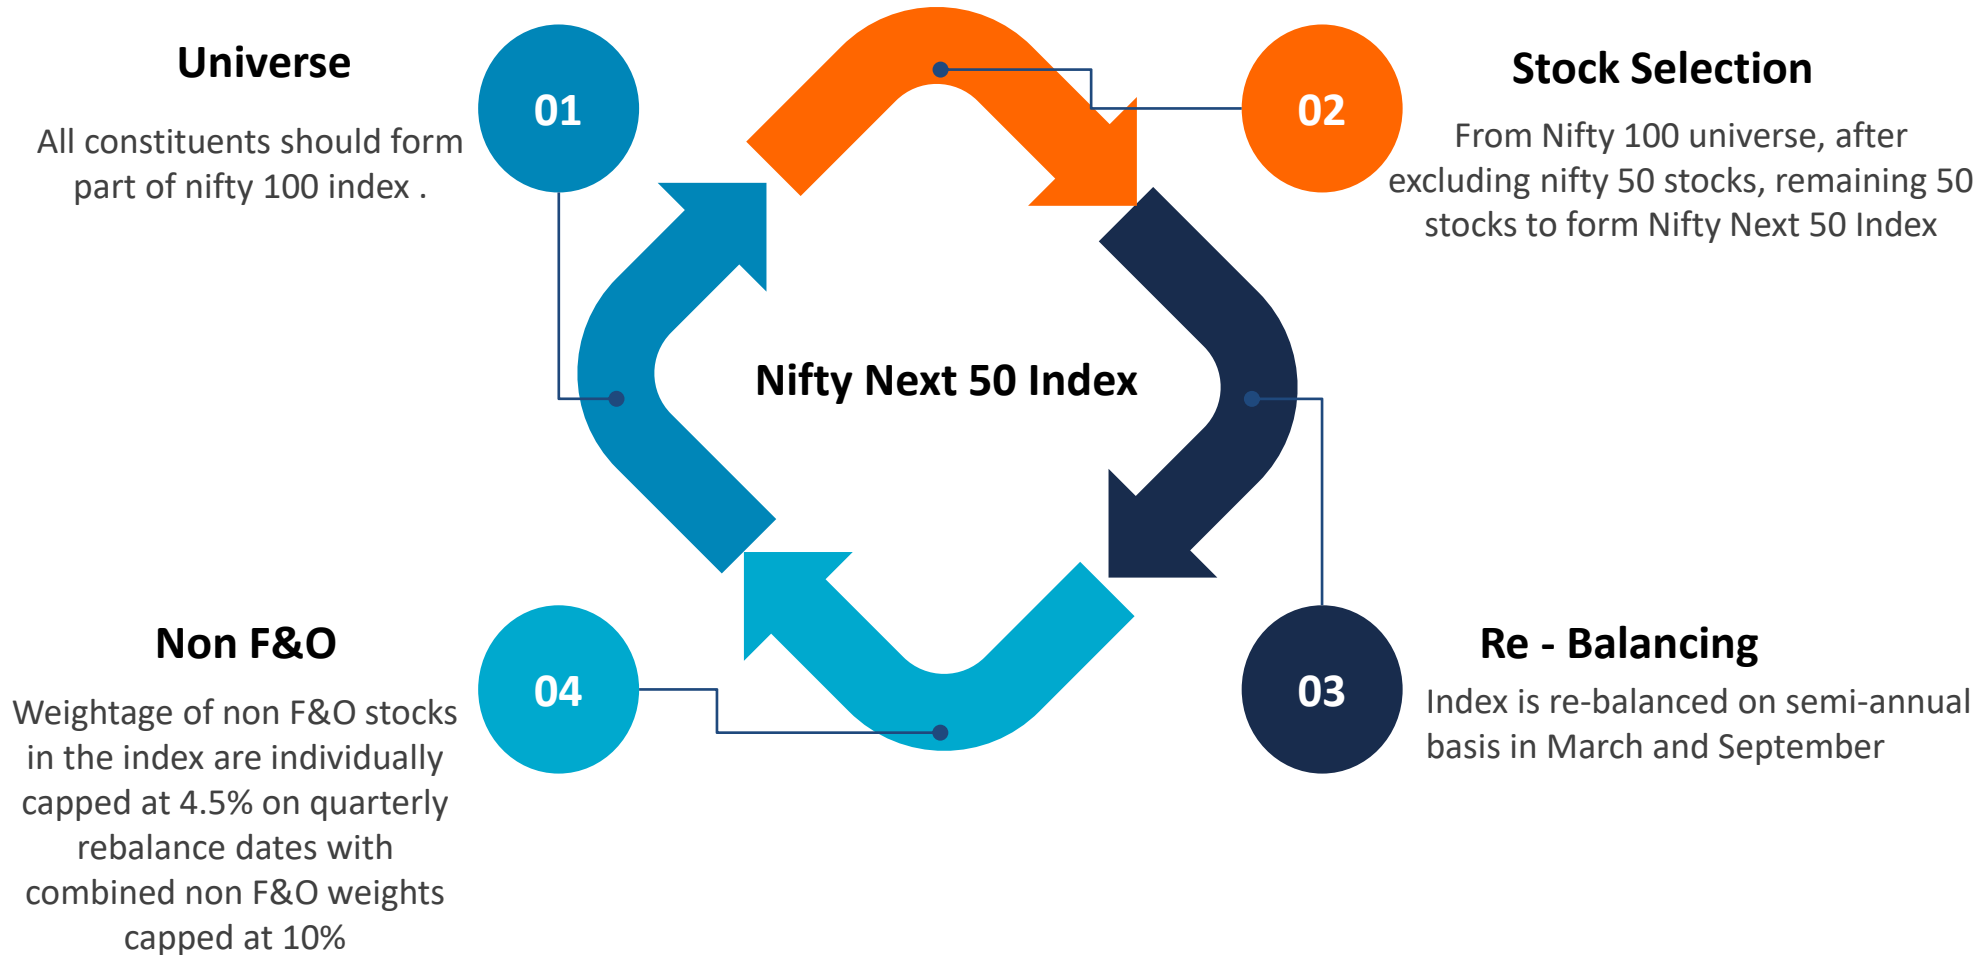 Universe
01
All constituents should form
part of nifty 100 index .
02
Stock Selection
From Nifty 100 universe, after
excluding nifty 50 stocks, remaining 50
stocks to form Nifty Next 50 Index
Nifty Next 50 Index
Non F&O
04
Weightage of non F&O stocks
in the index are individually
capped at 4.5% on quarterly
rebalance dates with
combined non F&O weights
capped at 10%
03
Re - Balancing
Index is re-balanced on semi-annual
basis in March and September